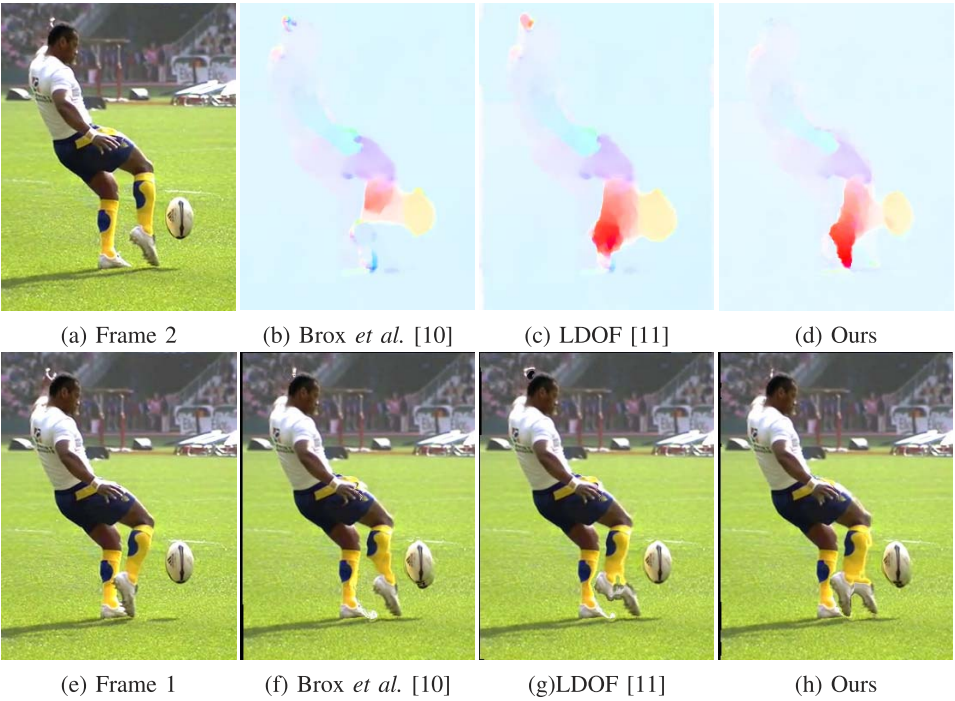 (a) Frame 2
(b) Brox et al. [10]
(c) LDOF [11]
(d) Ours
(e) Frame 1
(f) Brox et al. [10]
(g)LDOF [11]
(h) Ours